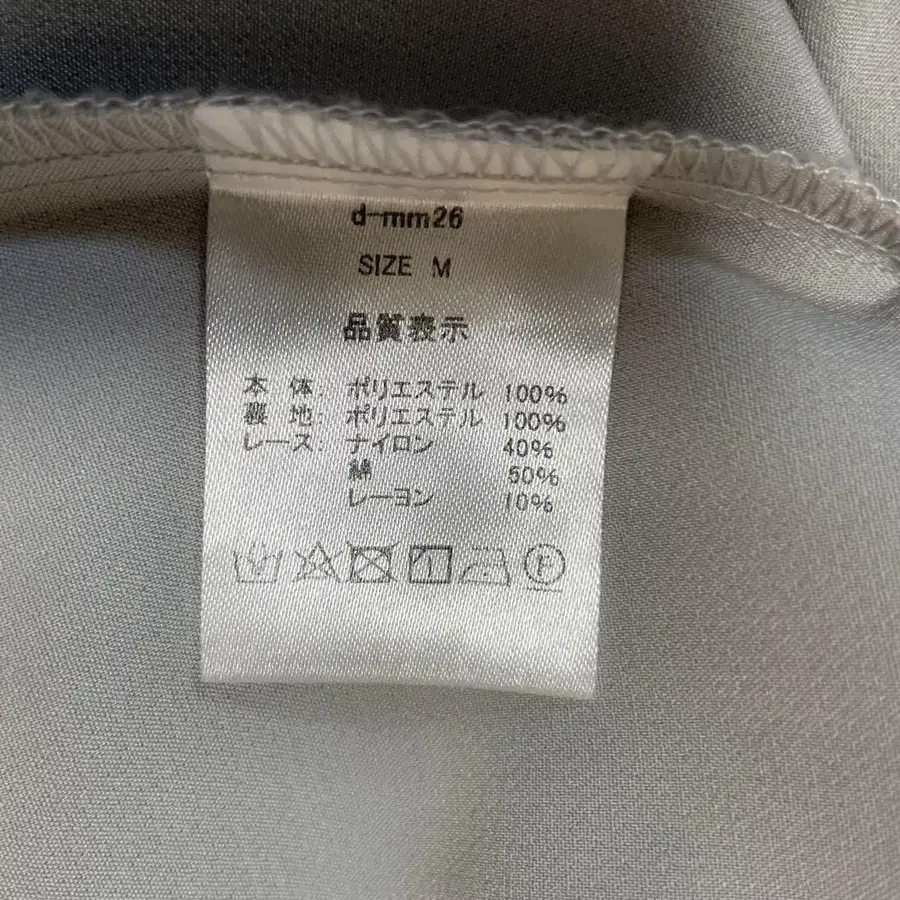 d-mm26
SIZE M
品質表示
本 体: ポリエステル 100%
裏 地: ポリエステル 100%
レース: ナイロン 40%
綿 50%
レーヨン 10%
F